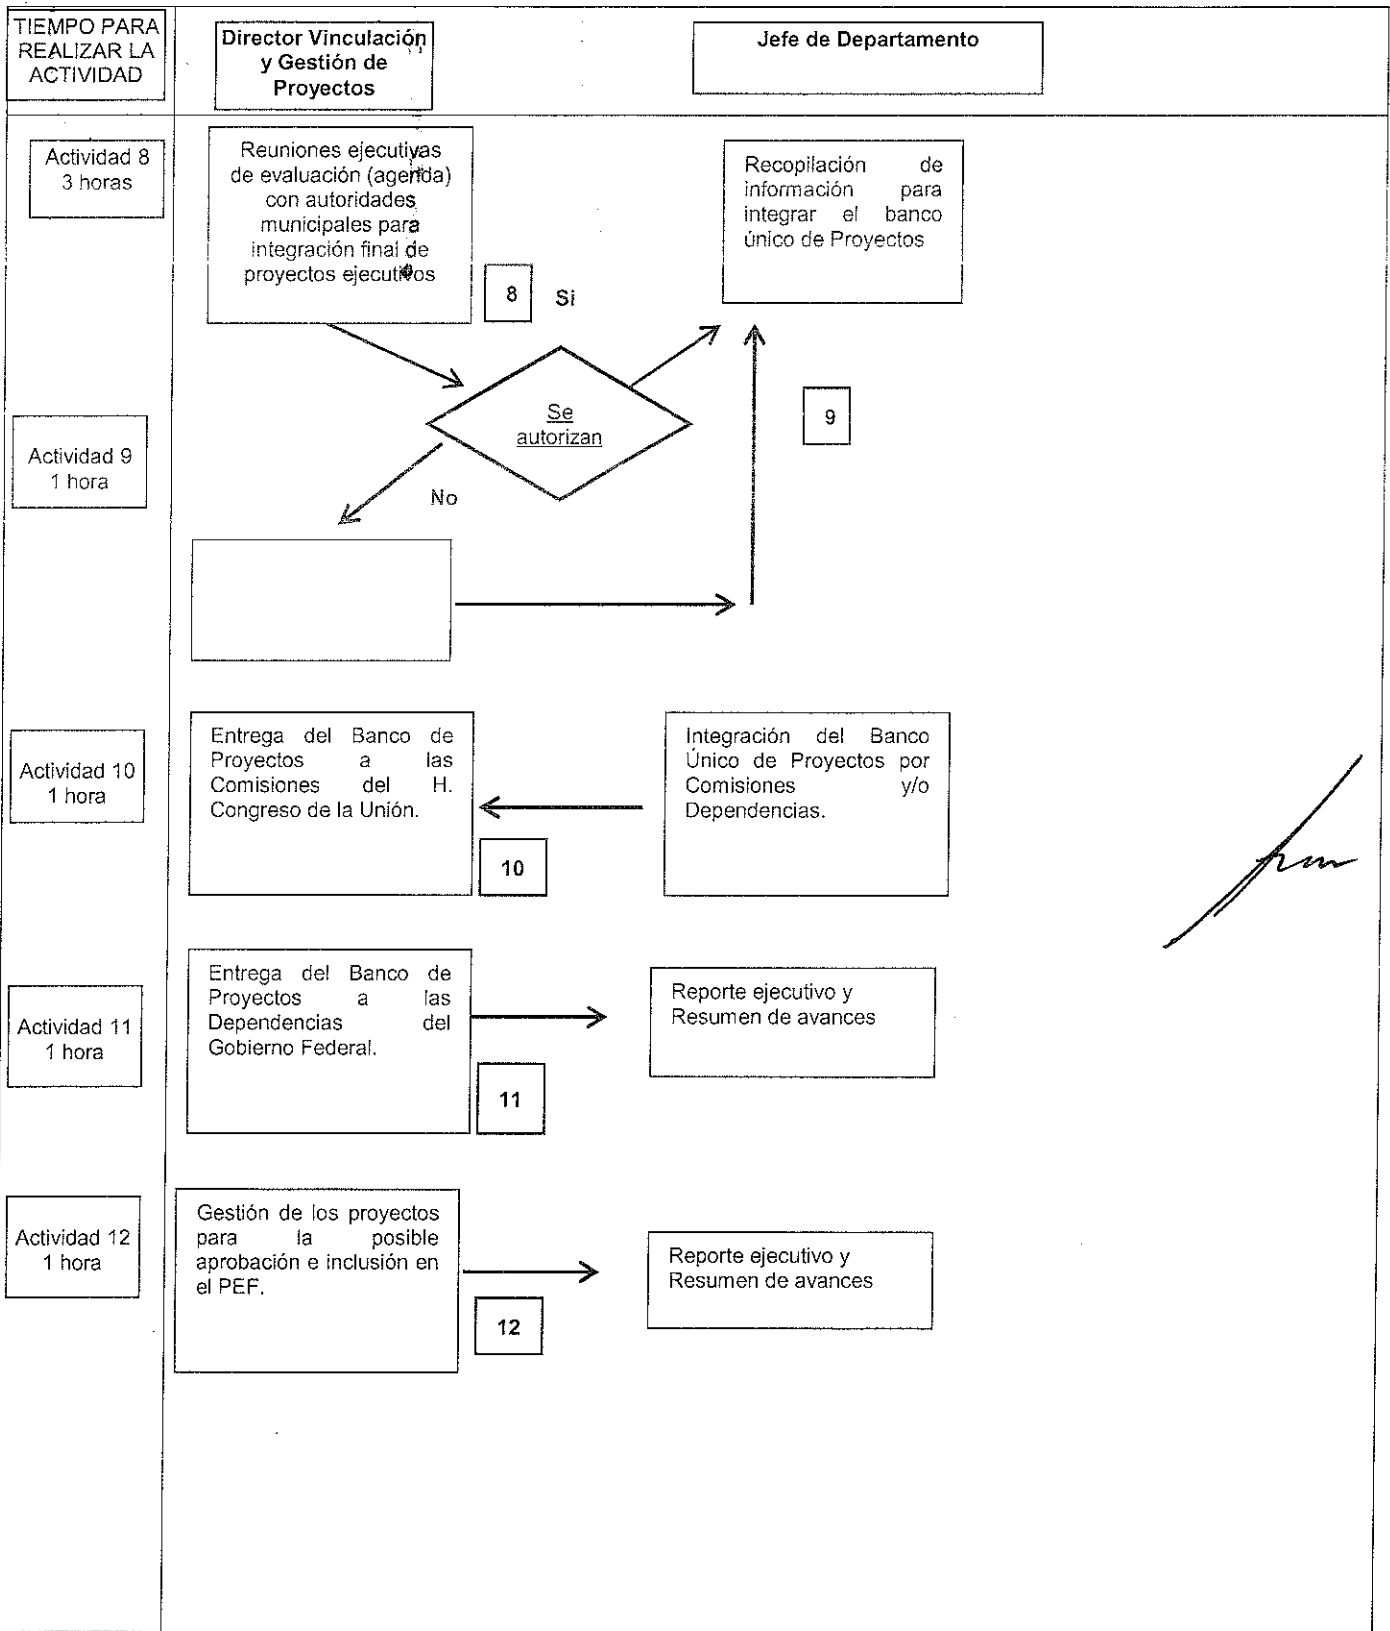 TIEMPO PARA
REALIZAR LA
ACTIVIDAD
Director Vinculación
y Gestión de
Proyectos
Jefe de Departamento
Actividad 8
3 horas
Reuniones ejecutivas
de evaluación (agenda)
con autoridades
municipales para
integración final de
proyectos ejecutivos
Recopilación de
información para
integrar el banco
único de Proyectos
8
Si
Se
autorizan
9
Actividad 9
1 hora
No
Actividad 10
1 hora
Entrega del Banco de
Proyectos a las
Comisiones del H.
Congreso de la Unión.
Integración del Banco
Único de Proyectos por
Comisiones y/o
Dependencias.
10
Actividad 11
1 hora
Entrega del Banco de
Proyectos a las
Dependencias del
Gobierno Federal.
Reporte ejecutivo y
Resumen de avances
11
Actividad 12
1 hora
Gestión de los proyectos
para la posible
aprobación e inclusión en
el PEF.
Reporte ejecutivo y
Resumen de avances
12